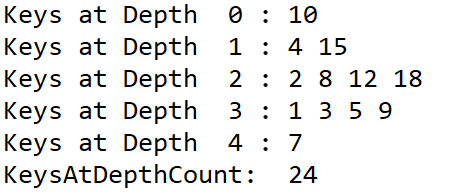 Keys at Depth  0 : 10
Keys at Depth  1 : 4 15
Keys at Depth  2 : 2 8 12 18
Keys at Depth  3 : 1 3 5 9
Keys at Depth  4 : 7
KeysAtDepthCount:  24